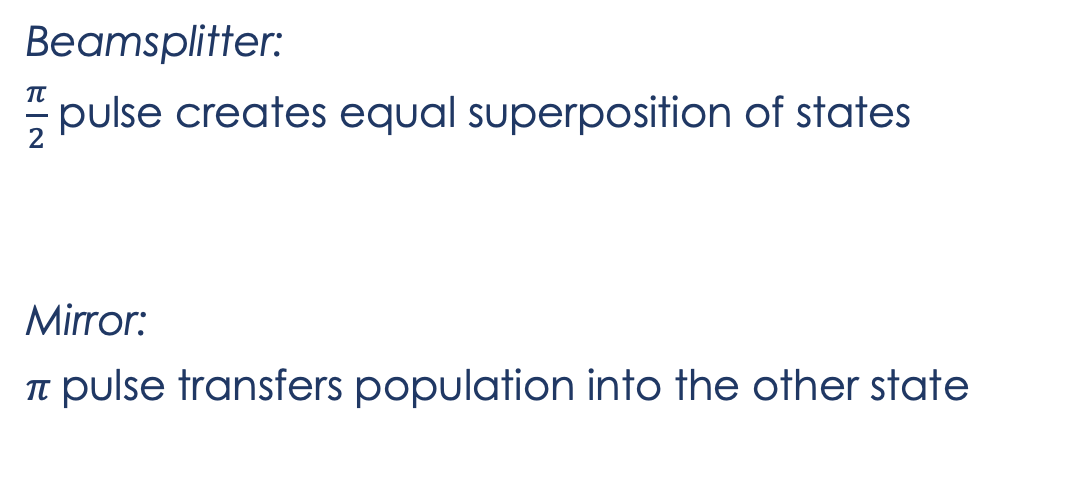 Beamsplitter:
π/2 pulse creates equal superposition of states
Mirror:
π pulse transfers population into the other state